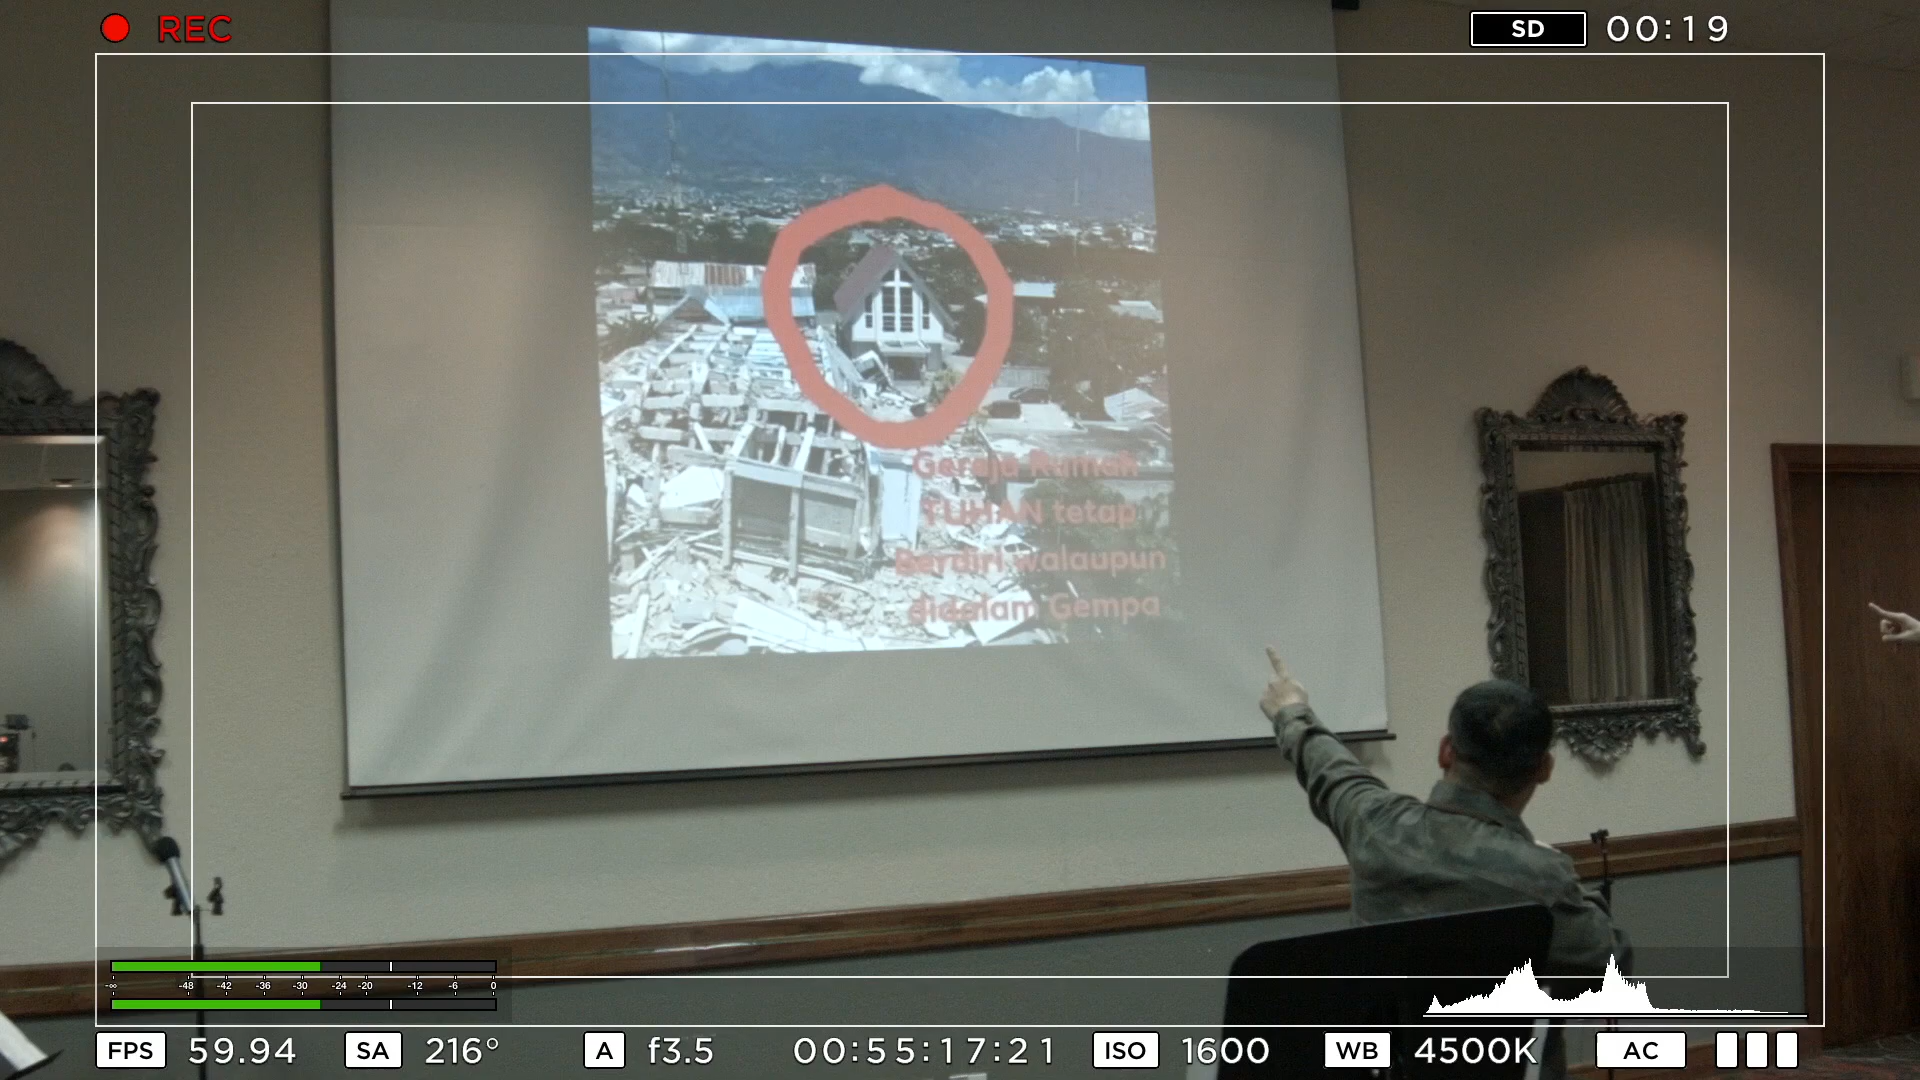 REC
SD 00:19
Gereja Rumah
TUHAN tetap
Berdiri walaupun
didalam Gempa
-∞ -48 -42 -36 -30 -24 -20 -12 -6 0
FPS 59.94 SA 216° A f3.5 00:55:17:21 ISO 1600 WB 4500K AC